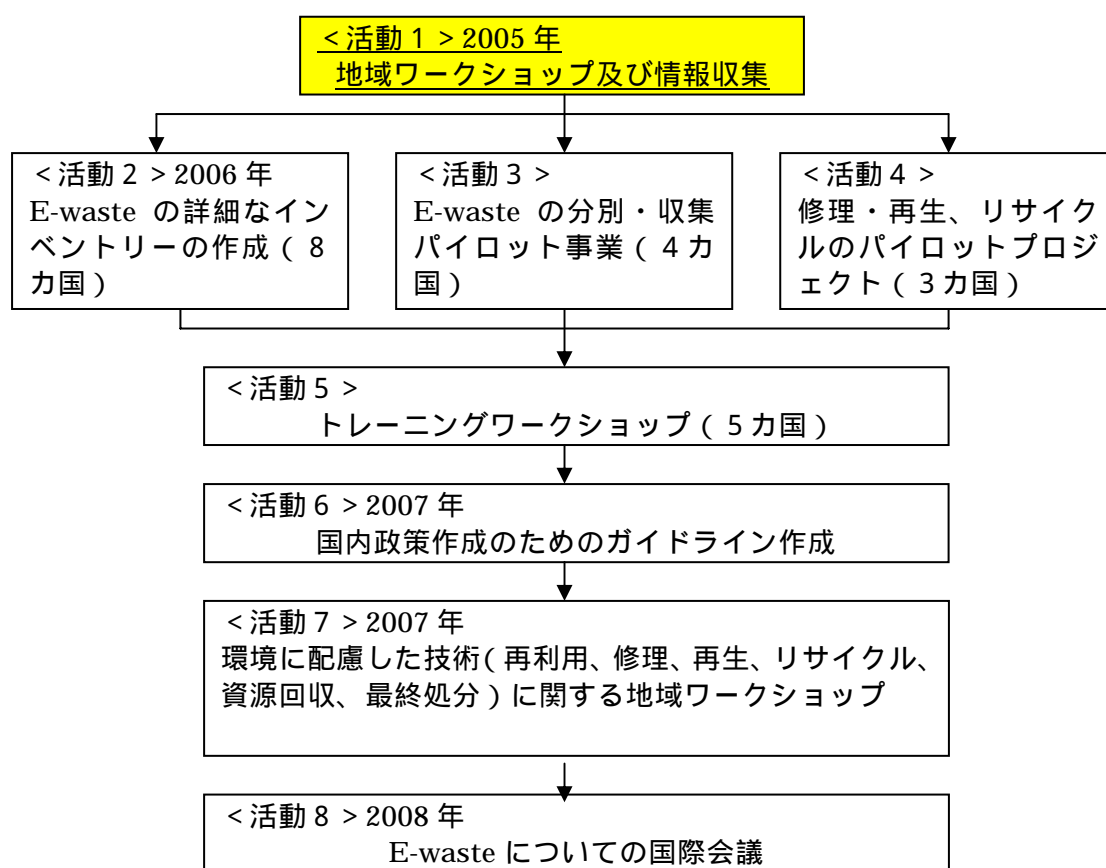 <活動１>2005 年
地域ワークショップ及び情報収集
<活動２>2006 年
E-waste の詳細なイン
ベントリーの作成（８
カ国）
<活動３>
E-waste の分別・収集
パイロット事業（４カ
国）
<活動４>
修理・再生、リサイク
ルのパイロットプロジ
ェクト（３カ国）
<活動５>
トレーニングワークショップ（５カ国）
<活動６>2007 年
国内政策作成のためのガイドライン作成
<活動７>2007 年
環境に配慮した技術（再利用、修理、再生、リサイクル、
資源回収、最終処分）に関する地域ワークショップ
<活動８>2008 年
E-waste についての国際会議